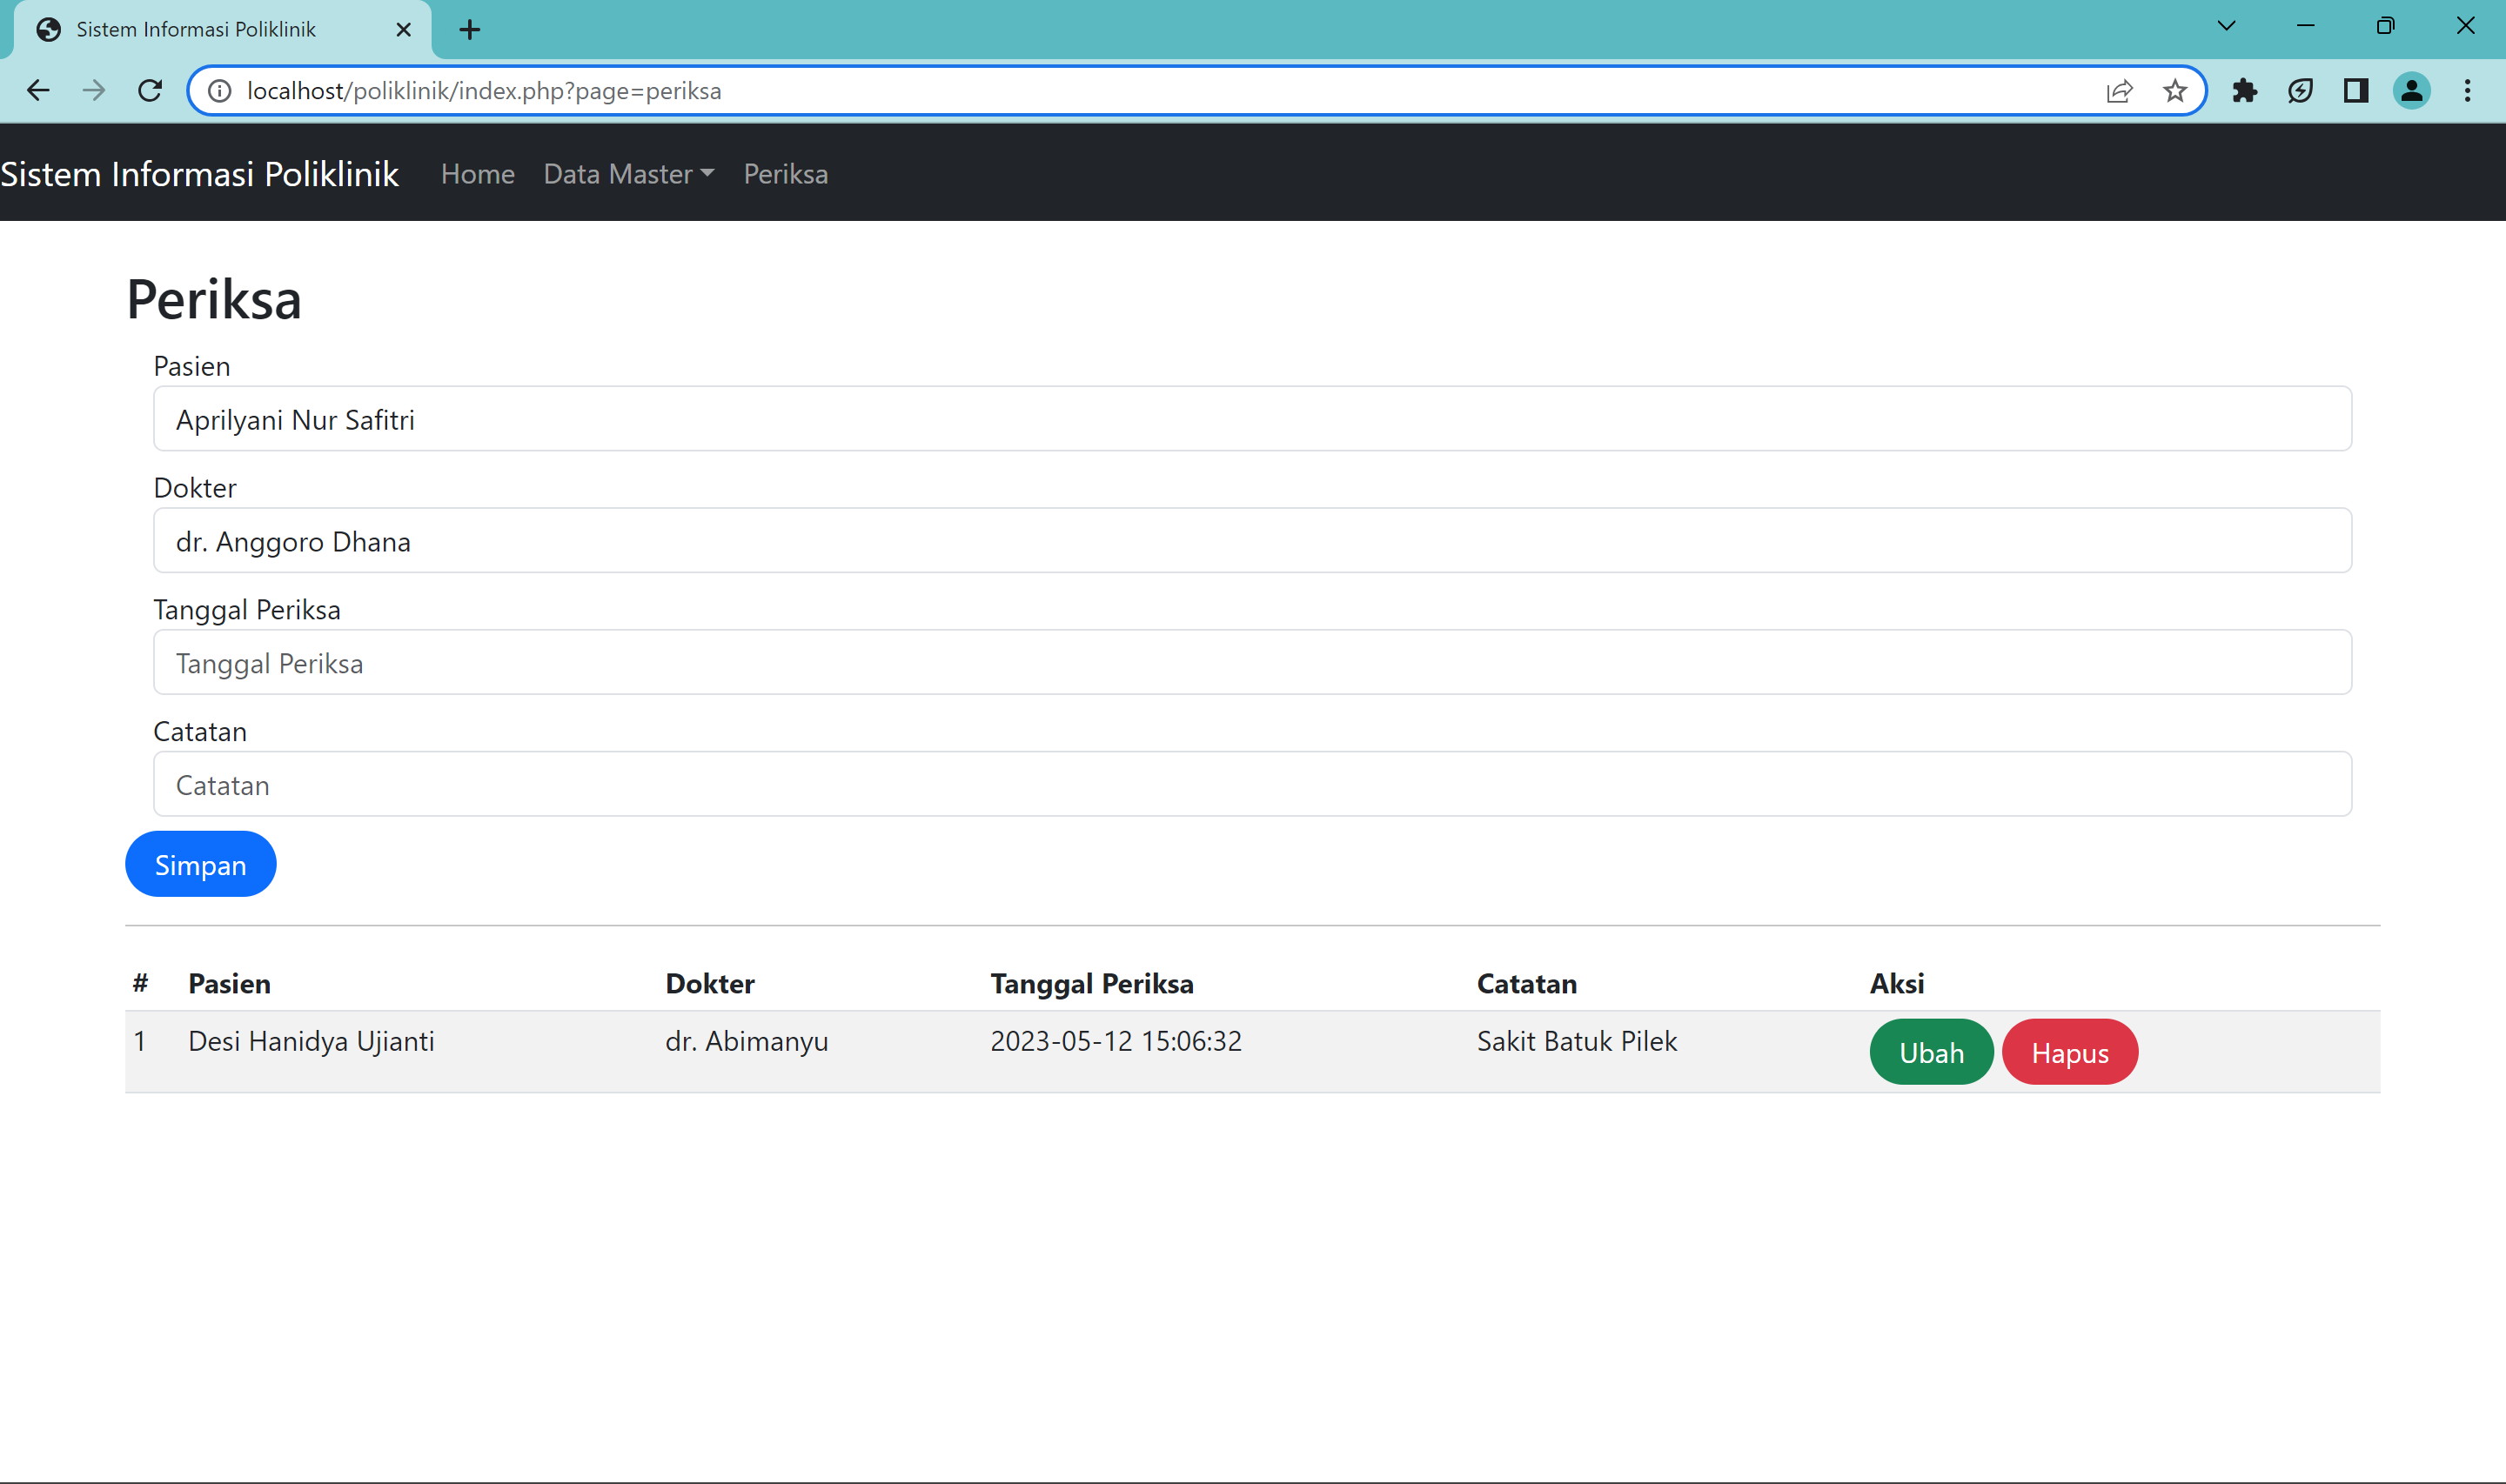 Sistem Informasi Poliklinik
localhost/poliklinik/index.php?page=periksa
Sistem Informasi Poliklinik Home Data Master Periksa
Periksa
Pasien
Aprilyani Nur Safitri
Dokter
dr. Anggoro Dhana
Tanggal Periksa
Tanggal Periksa
Catatan
Catatan
Simpan
# Pasien Dokter Tanggal Periksa Catatan Aksi
1 Desi Hanidya Ujianti dr. Abimanyu 2023-05-12 15:06:32 Sakit Batuk Pilek Ubah Hapus